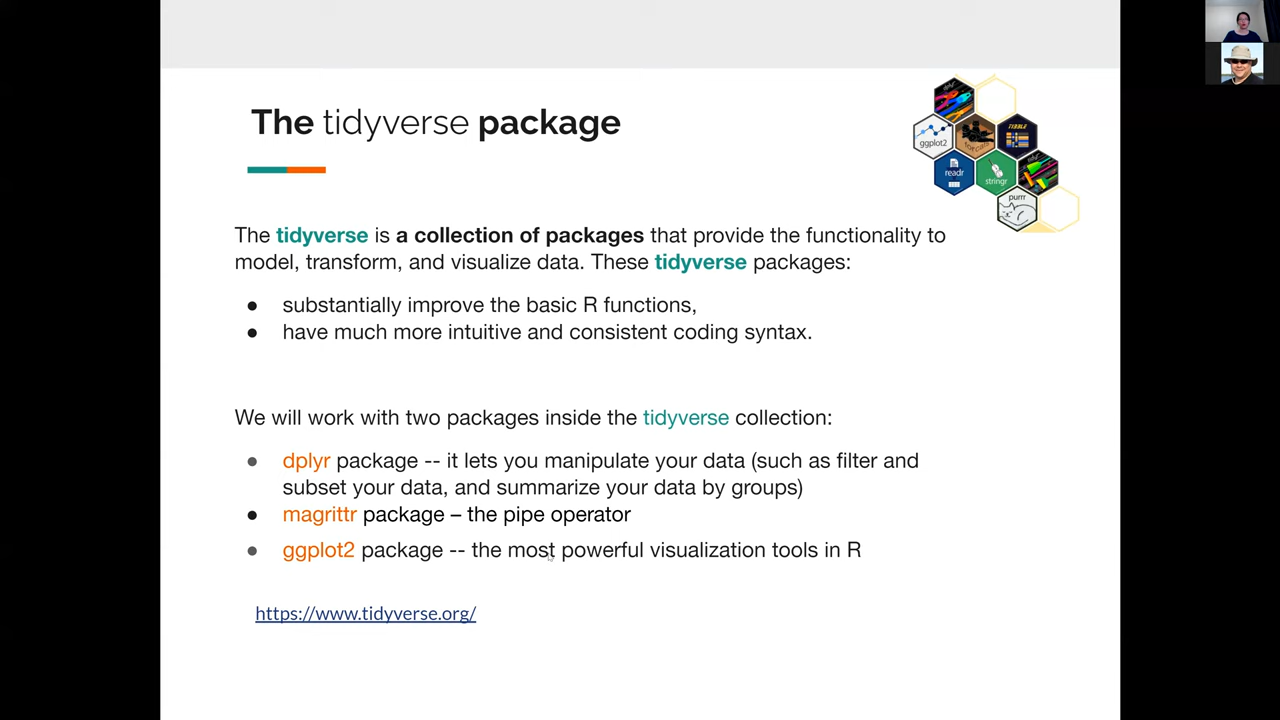 The tidyverse package
ggplot2
TIBBLE
readr
stringr
purrr
The tidyverse is a collection of packages that provide the functionality to
model, transform, and visualize data. These tidyverse packages:
● substantially improve the basic R functions,
● have much more intuitive and consistent coding syntax.
We will work with two packages inside the tidyverse collection:
● dplyr package -- it lets you manipulate your data (such as filter and
subset your data, and summarize your data by groups)
● magrittr package – the pipe operator
● ggplot2 package -- the most powerful visualization tools in R
https://www.tidyverse.org/